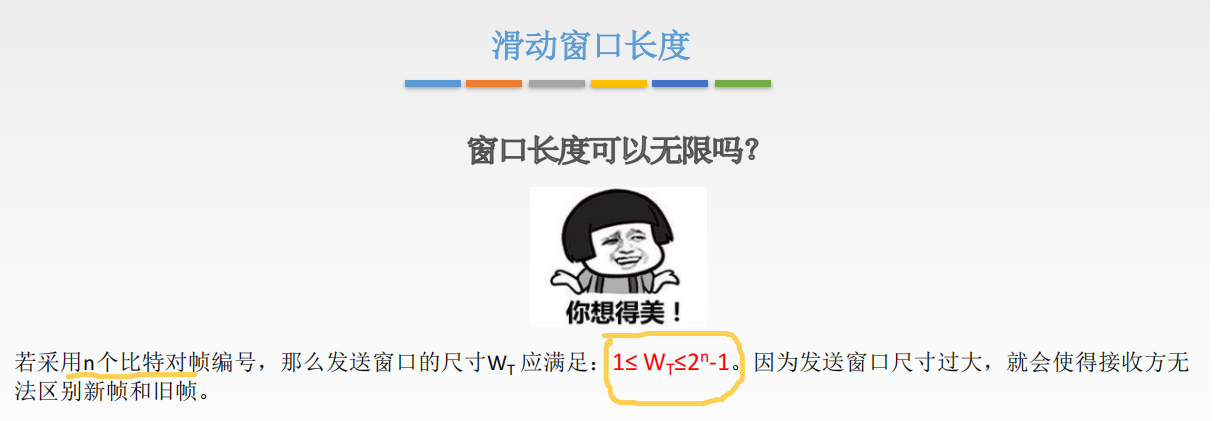 滑动窗口长度
窗口长度可以无限吗？
你想得美！
若采用n个比特对帧编号，那么发送窗口的尺寸W_T应满足：1≤ W_T≤2^n-1。因为发送窗口尺寸过大，就会使得接收方无
法区别新帧和旧帧。